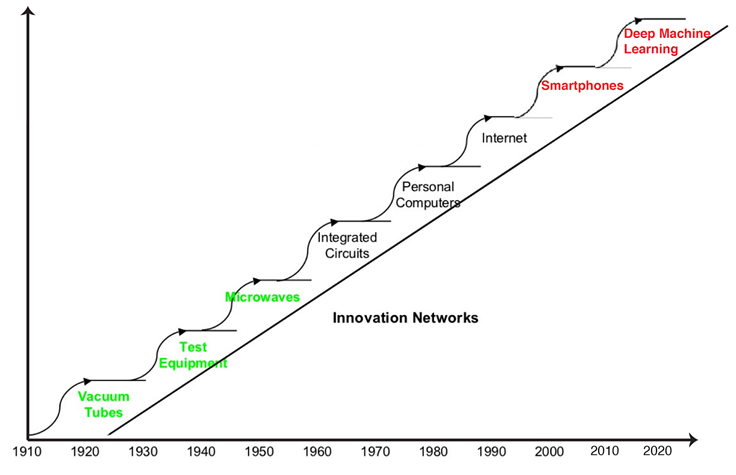 Deep Machine
Learning
Smartphones
Internet
Personal
Computers
Integrated
Circuits
Microwaves
Innovation Networks
Test
Equipment
Vacuum
Tubes
1910 1920 1930 1940 1950 1960 1970 1980 1990 2000 2010 2020